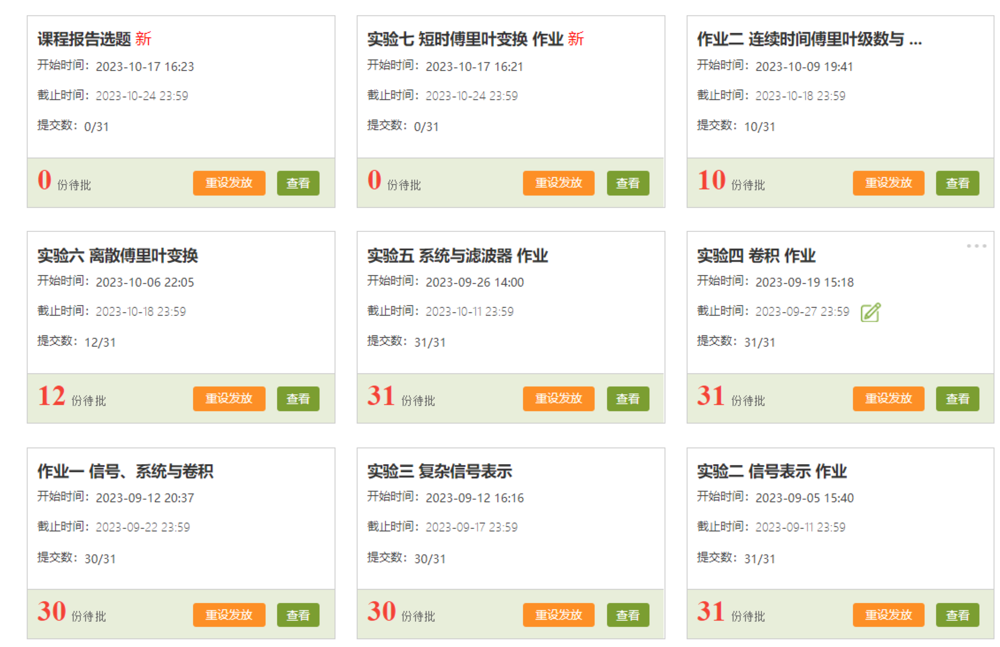 课程报告选题 新
开始时间：2023-10-17 16:23
截止时间：2023-10-24 23:59
提交数：0/31
0 份待批 重设发放 查看
实验七 短时傅里叶变换 作业 新
开始时间：2023-10-17 16:21
截止时间：2023-10-24 23:59
提交数：0/31
0 份待批 重设发放 查看
作业二 连续时间傅里叶级数与 ...
开始时间：2023-10-09 19:41
截止时间：2023-10-18 23:59
提交数：10/31
10 份待批 重设发放 查看
实验六 离散傅里叶变换
开始时间：2023-10-06 22:05
截止时间：2023-10-18 23:59
提交数：12/31
12 份待批 重设发放 查看
实验五 系统与滤波器 作业
开始时间：2023-09-26 14:00
截止时间：2023-10-11 23:59
提交数：31/31
31 份待批 重设发放 查看
实验四 卷积 作业
开始时间：2023-09-19 15:18
截止时间：2023-09-27 23:59
提交数：31/31
31 份待批 重设发放 查看
作业一 信号、系统与卷积
开始时间：2023-09-12 20:37
截止时间：2023-09-22 23:59
提交数：30/31
30 份待批 重设发放 查看
实验三 复杂信号表示
开始时间：2023-09-12 16:16
截止时间：2023-09-17 23:59
提交数：30/31
30 份待批 重设发放 查看
实验二 信号表示 作业
开始时间：2023-09-05 15:40
截止时间：2023-09-11 23:59
提交数：31/31
31 份待批 重设发放 查看